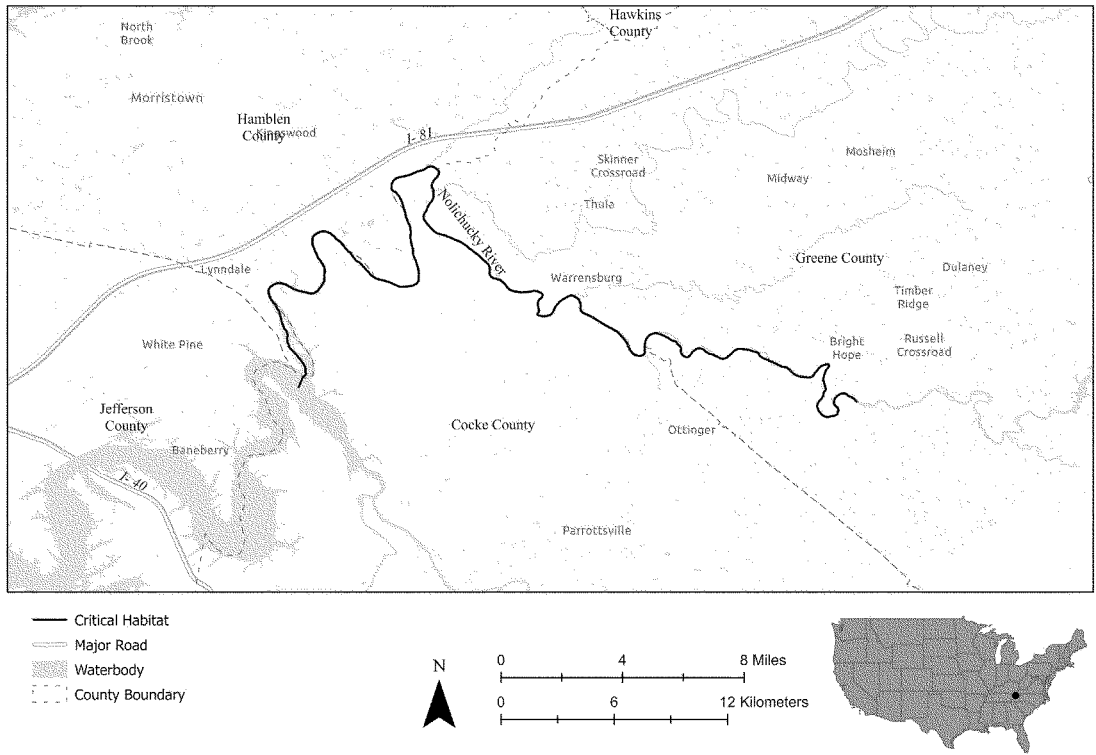 North
Brook
Hawkins
County
Morristown
Hamblen
County
Kingswood
I- 81
Skinner
Crossroad
Mosheim
Midway
Thula
Nolichucky River
Greene County
Lynndale
Warrensburg
Dulaney
Timber
Ridge
White Pine
Bright
Hope
Russell
Crossroad
Jefferson
County
Cocke County
Ottinger
Baneberry
I- 40
Parrottsville
Critical Habitat
Major Road
Waterbody
County Boundary
N
0 4 8 Miles
0 6 12 Kilometers